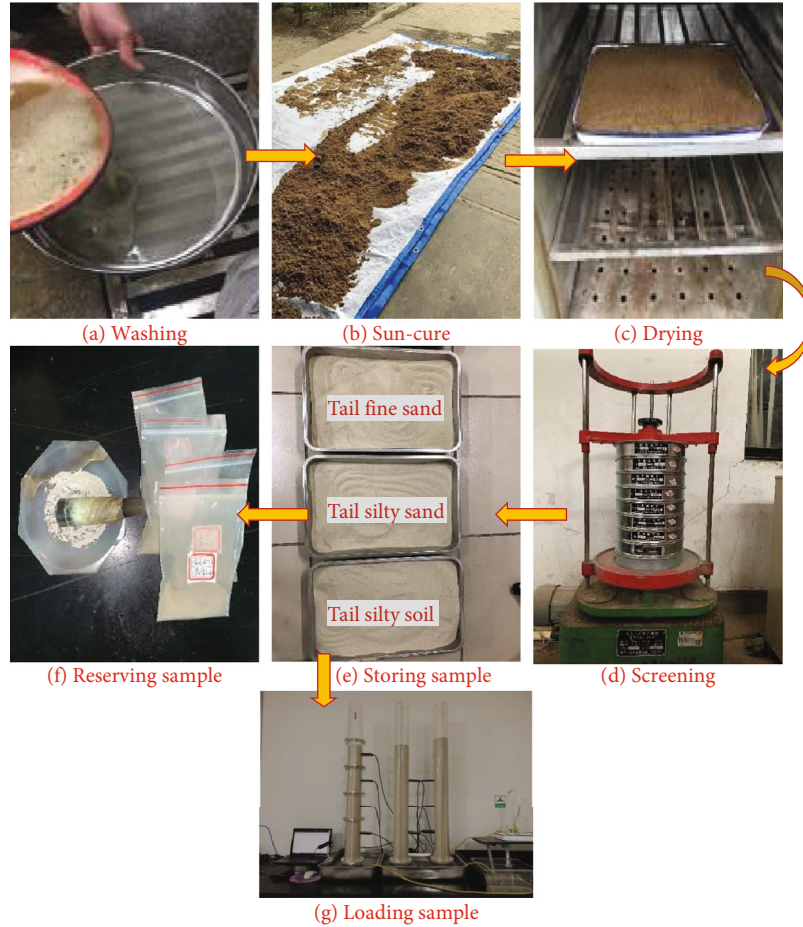 (a) Washing
(b) Sun-cure
(c) Drying
Tail fine sand
Tail silty sand
Tail silty soil
(f) Reserving sample
(e) Storing sample
(d) Screening
(g) Loading sample